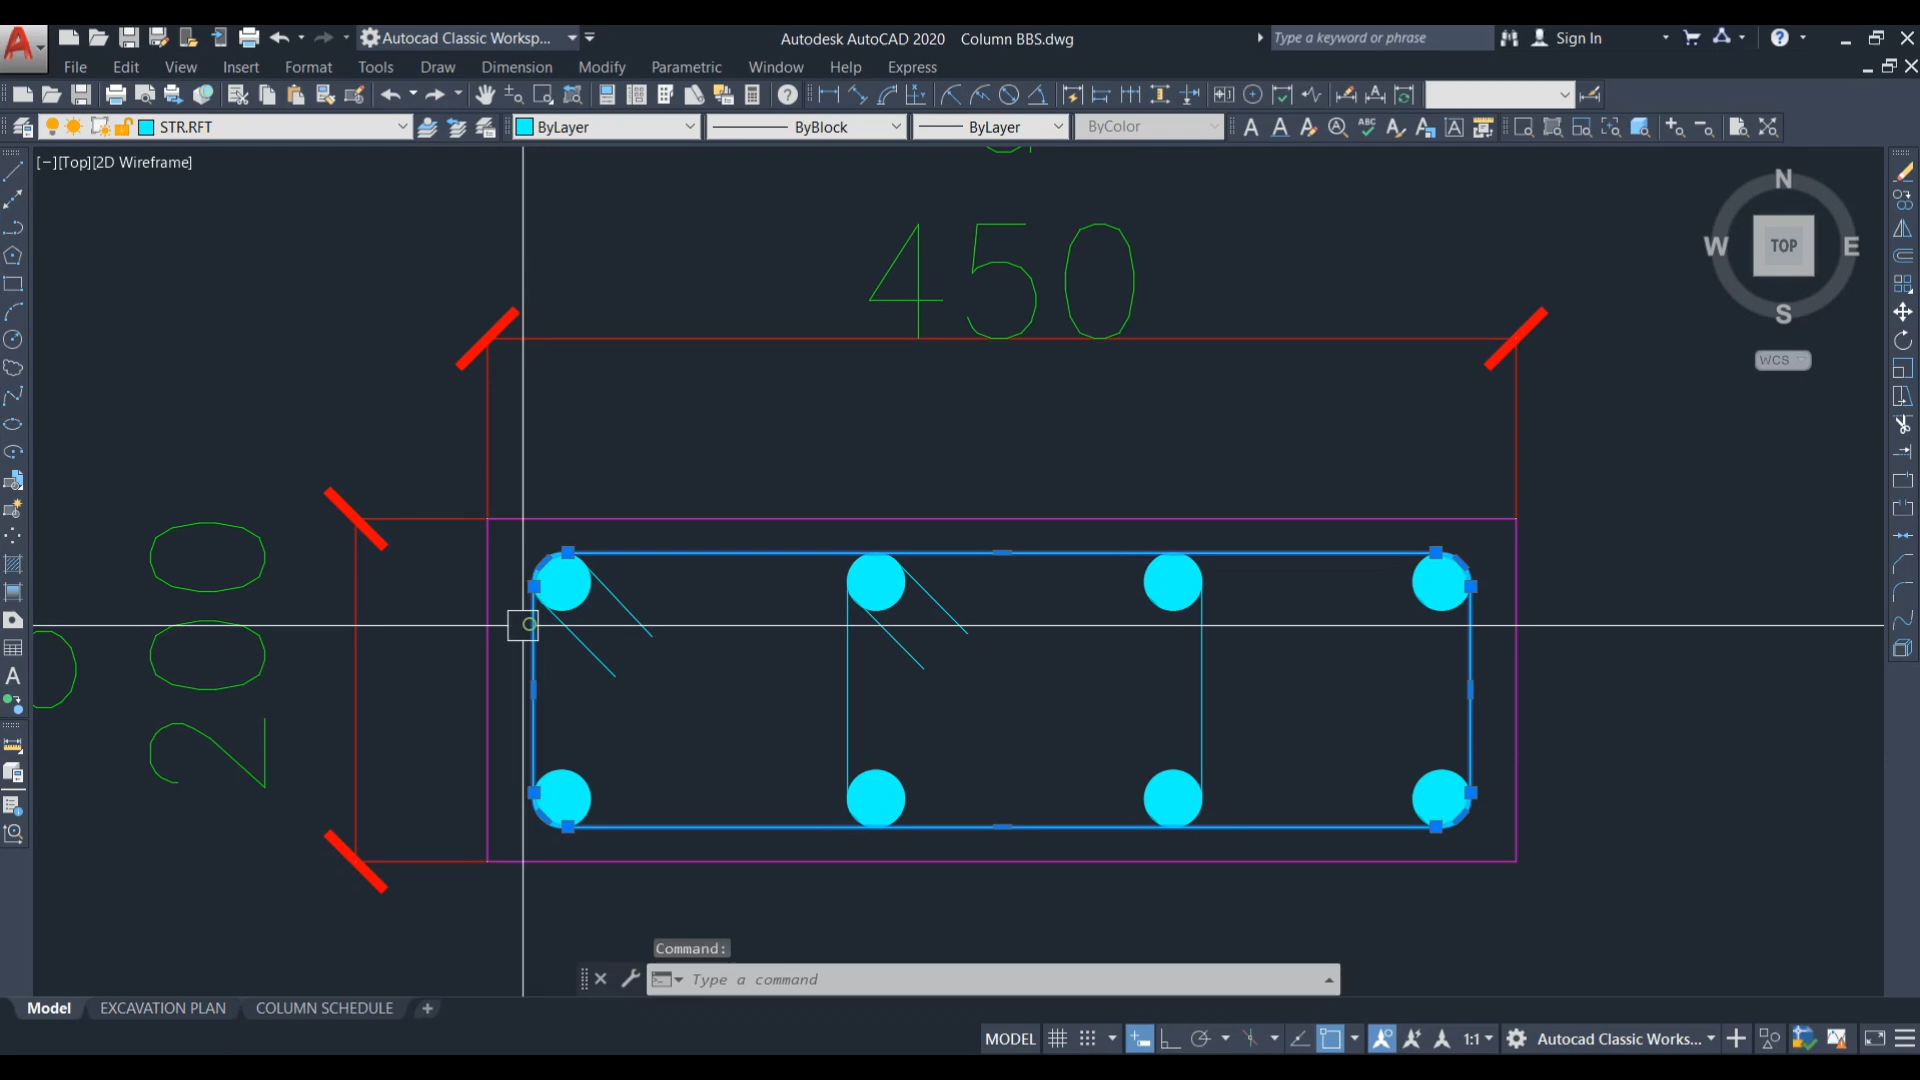 Autocad Classic Worksp...
Autodesk AutoCAD 2020 Column BBS.dwg
Type a keyword or phrase
Sign In
File Edit View Insert Format Tools Draw Dimension Modify Parametric Window Help Express
STR.RFT
ByLayer
ByBlock
ByLayer
ByColor
[−][Top][2D Wireframe]
N
W TOP E
S
WCS
450
200
Command:
Type a command
Model EXCAVATION PLAN COLUMN SCHEDULE
MODEL 1:1 Autocad Classic Works...